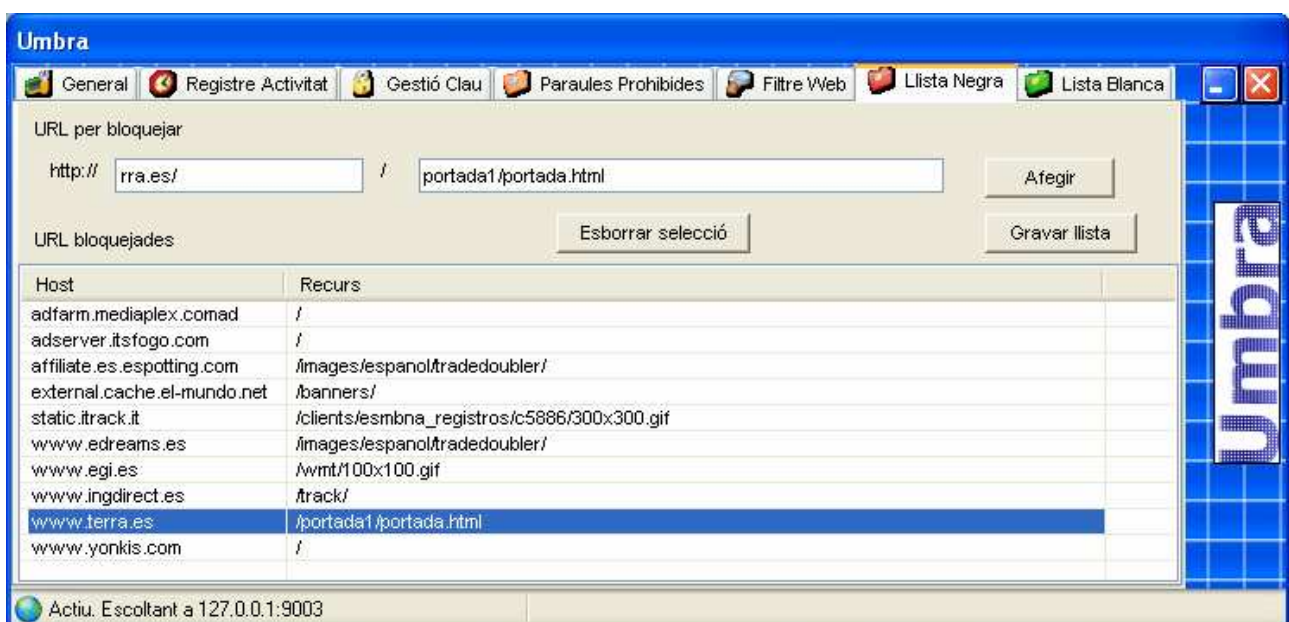 Umbra
General Registre Activitat Gestió Clau Paraules Prohibides Filtre Web Llista Negra Lista Blanca
URL per bloquejar
http:// rra.es/ / portada1/portada.html Afegir
URL bloquejades Esborrar selecció Gravar llista
Host Recurs
adfarm.mediaplex.comad /
adserver.itsfogo.com /
affiliate.es.espotting.com /images/espanol/tradedoubler/
external.cache.el-mundo.net /banners/
static.itrack.it /clients/esmbna_registros/c5886/300x300.gif
www.edreams.es /images/espanol/tradedoubler/
www.egi.es /wmt/100x100.gif
www.ingdirect.es /track/
www.terra.es /portada1/portada.html
www.yonkis.com /
Umbra
Actiu. Escoltant a 127.0.0.1:9003